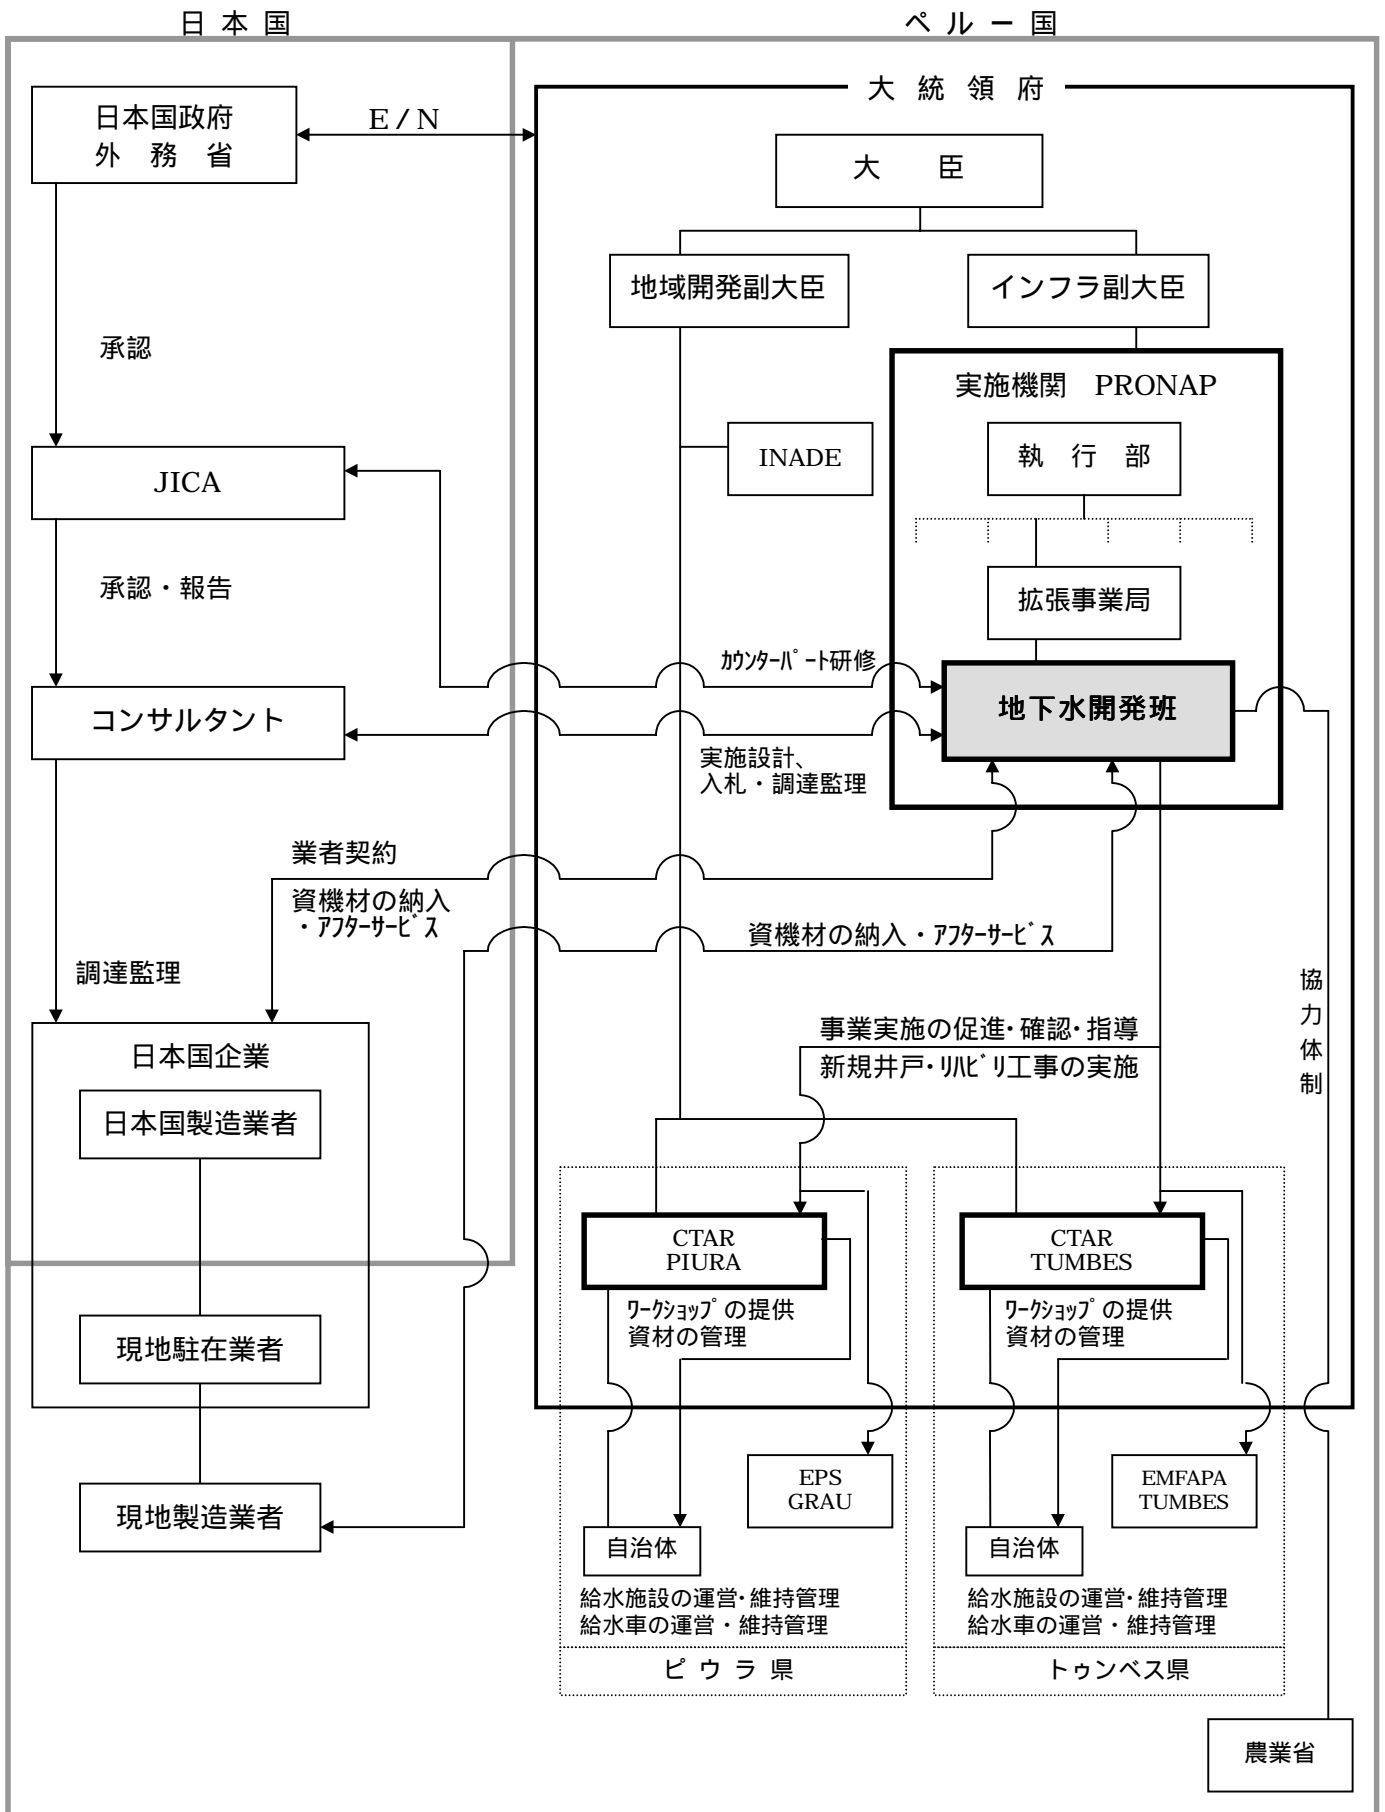 日本国
ペルー国
大統領府
日本国政府
外務省
E/N
大臣
地域開発副大臣
インフラ副大臣
承認
実施機関 PRONAP
執行部
INADE
JICA
承認・報告
拡張事業局
カウンターパート研修
地下水開発班
コンサルタント
実施設計、
入札・調達監理
業者契約
資機材の納入
・アフターサービス
資機材の納入・アフターサービス
調達監理
協力体制
事業実施の促進・確認・指導
新規井戸・リハビリ工事の実施
日本国企業
日本国製造業者
CTAR
PIURA
CTAR
TUMBES
ワークショップの提供
資材の管理
ワークショップの提供
資材の管理
現地駐在業者
現地製造業者
EPS
GRAU
EMFAPA
TUMBES
自治体
自治体
給水施設の運営・維持管理
給水車の運営・維持管理
給水施設の運営・維持管理
給水車の運営・維持管理
ピウラ県
トゥンベス県
農業省